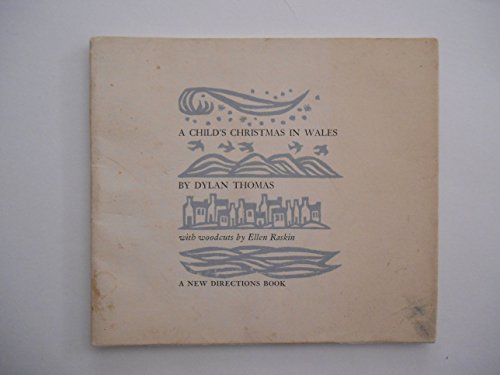 A CHILD'S CHRISTMAS IN WALES
BY DYLAN THOMAS
with woodcuts by Ellen Raskin
A NEW DIRECTIONS BOOK